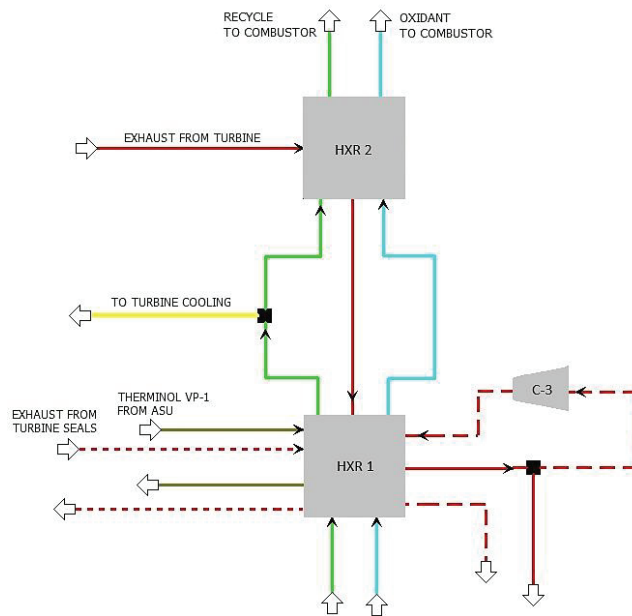 RECYCLE
TO COMBUSTOR
OXIDANT
TO COMBUSTOR
EXHAUST FROM TURBINE
HXR 2
TO TURBINE COOLING
THERMINOL VP-1
FROM ASU
EXHAUST FROM
TURBINE SEALS
C-3
HXR 1